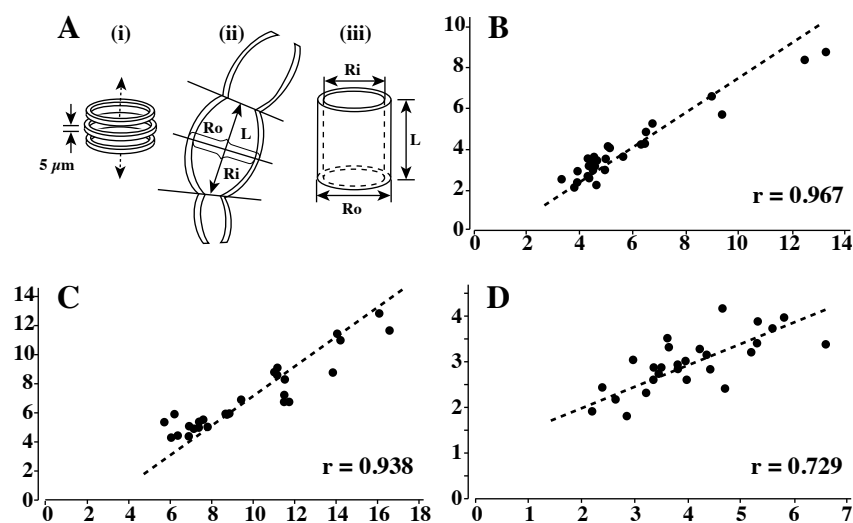 A (i) (ii) (iii)
5 μm
Ro L
Ri
Ri
L
Ro
B
10
8
6
4
2
0
0 2 4 6 8 10 12 14
r = 0.967
C
14
12
10
8
6
4
2
0
0 2 4 6 8 10 12 14 16 18
r = 0.938
D
4
3
2
1
0
0 1 2 3 4 5 6 7
r = 0.729